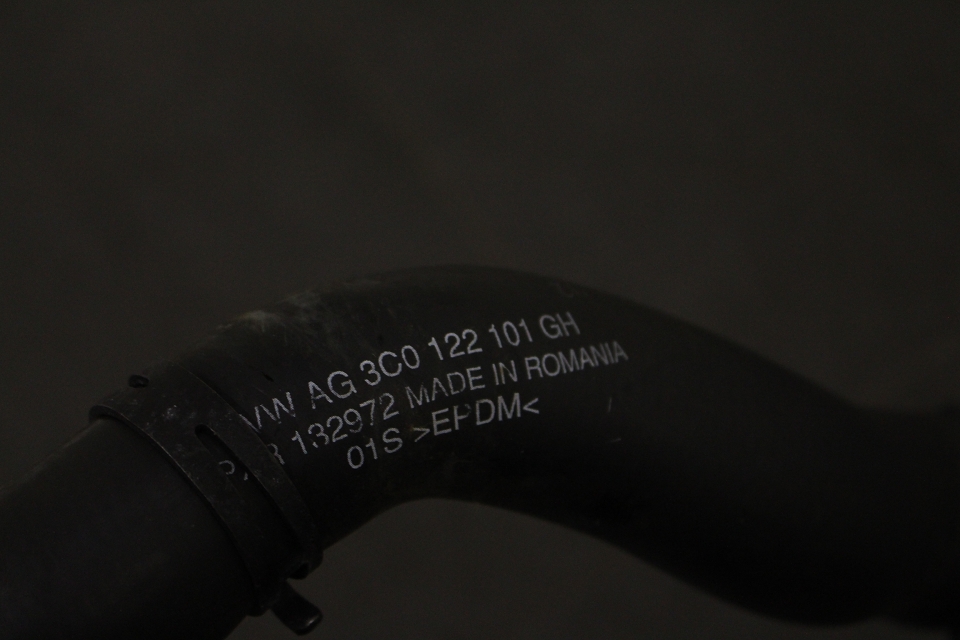 VW AG 3C0 122 101 GH
132972 MADE IN ROMANIA
01S >EPDM<